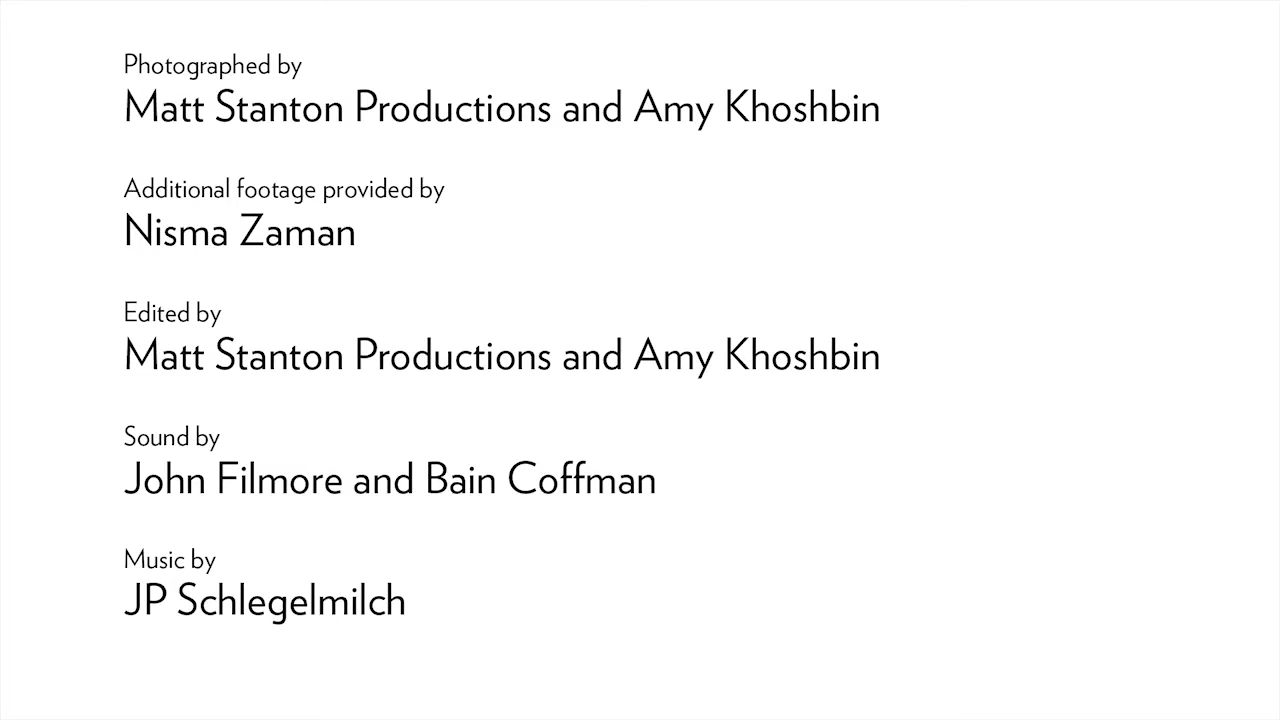 Photographed by
Matt Stanton Productions and Amy Khoshbin
Additional footage provided by
Nisma Zaman
Edited by
Matt Stanton Productions and Amy Khoshbin
Sound by
John Filmore and Bain Coffman
Music by
JP Schlegelmilch